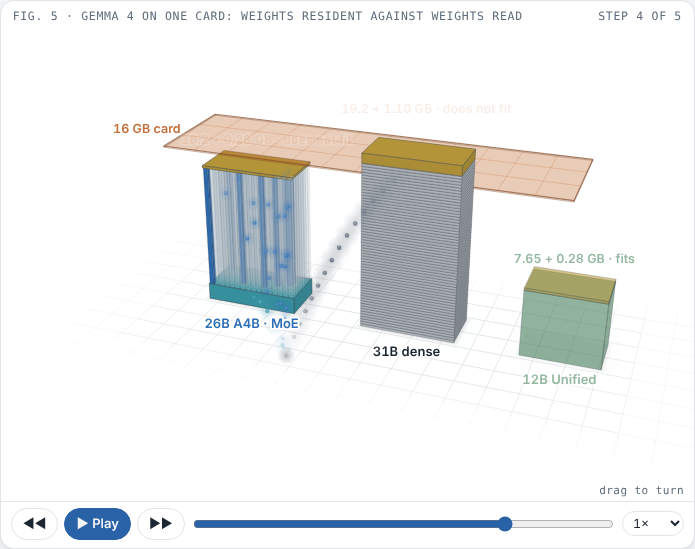 FIG. 5 · GEMMA 4 ON ONE CARD: WEIGHTS RESIDENT AGAINST WEIGHTS READ
STEP 4 OF 5
19.2 + 1.10 GB · does not fit
16 GB card
7.65 + 0.28 GB · fits
26B A4B · MoE
31B dense
12B Unified
drag to turn
Play
1×